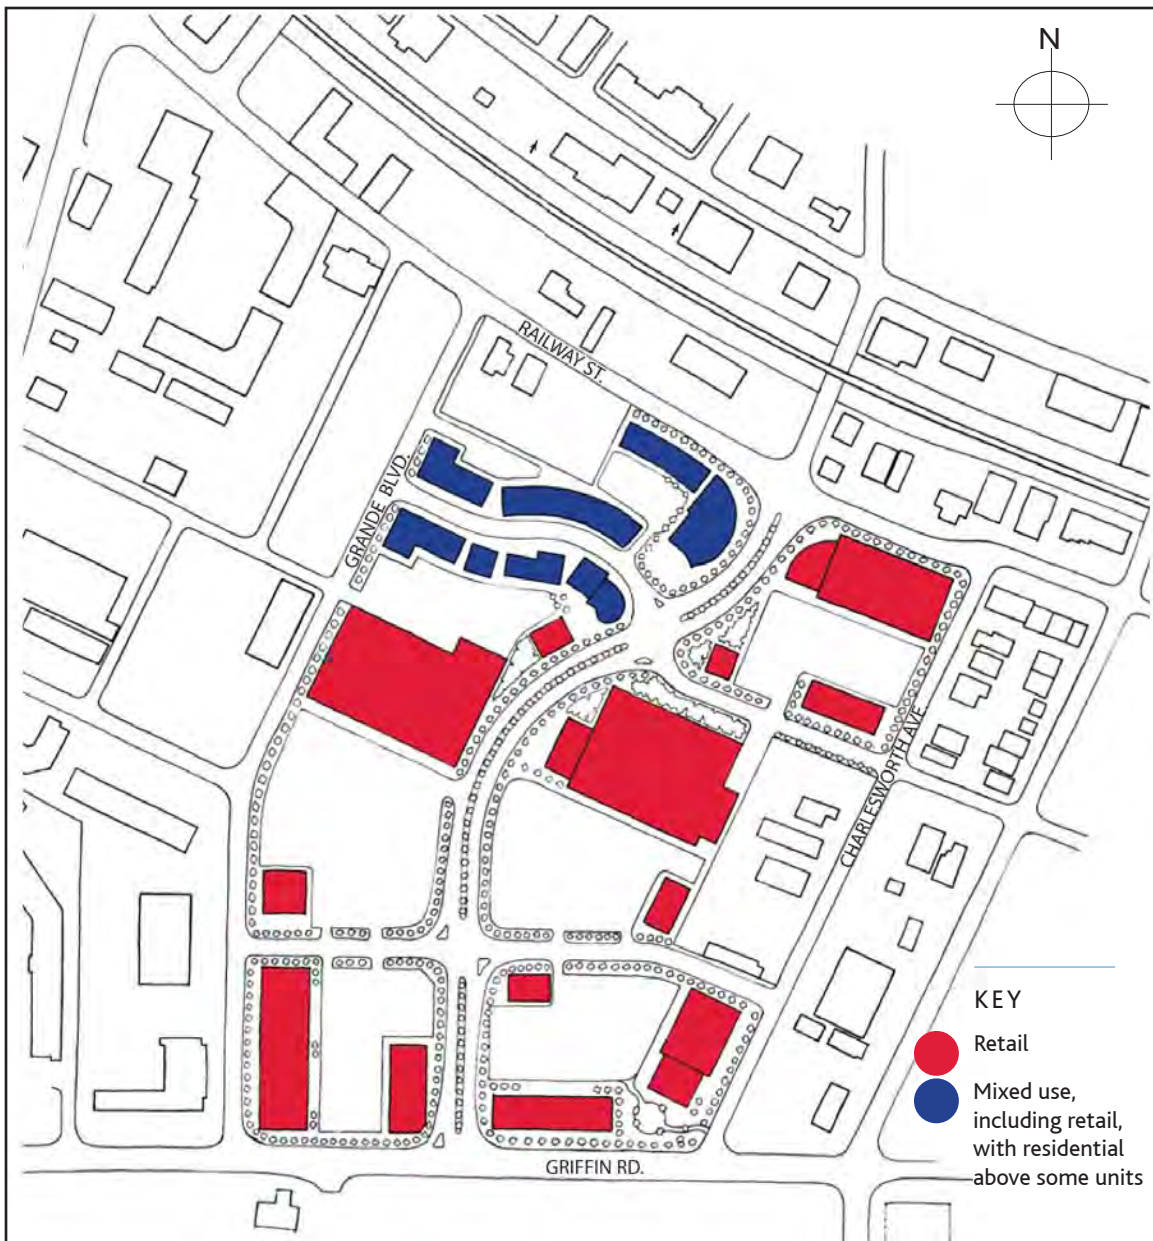 N
RAILWAY ST.
GRANDE BLVD.
CHARLESWORTH AVE.
KEY
Retail
Mixed use,
including retail,
with residential
above some units
GRIFFIN RD.